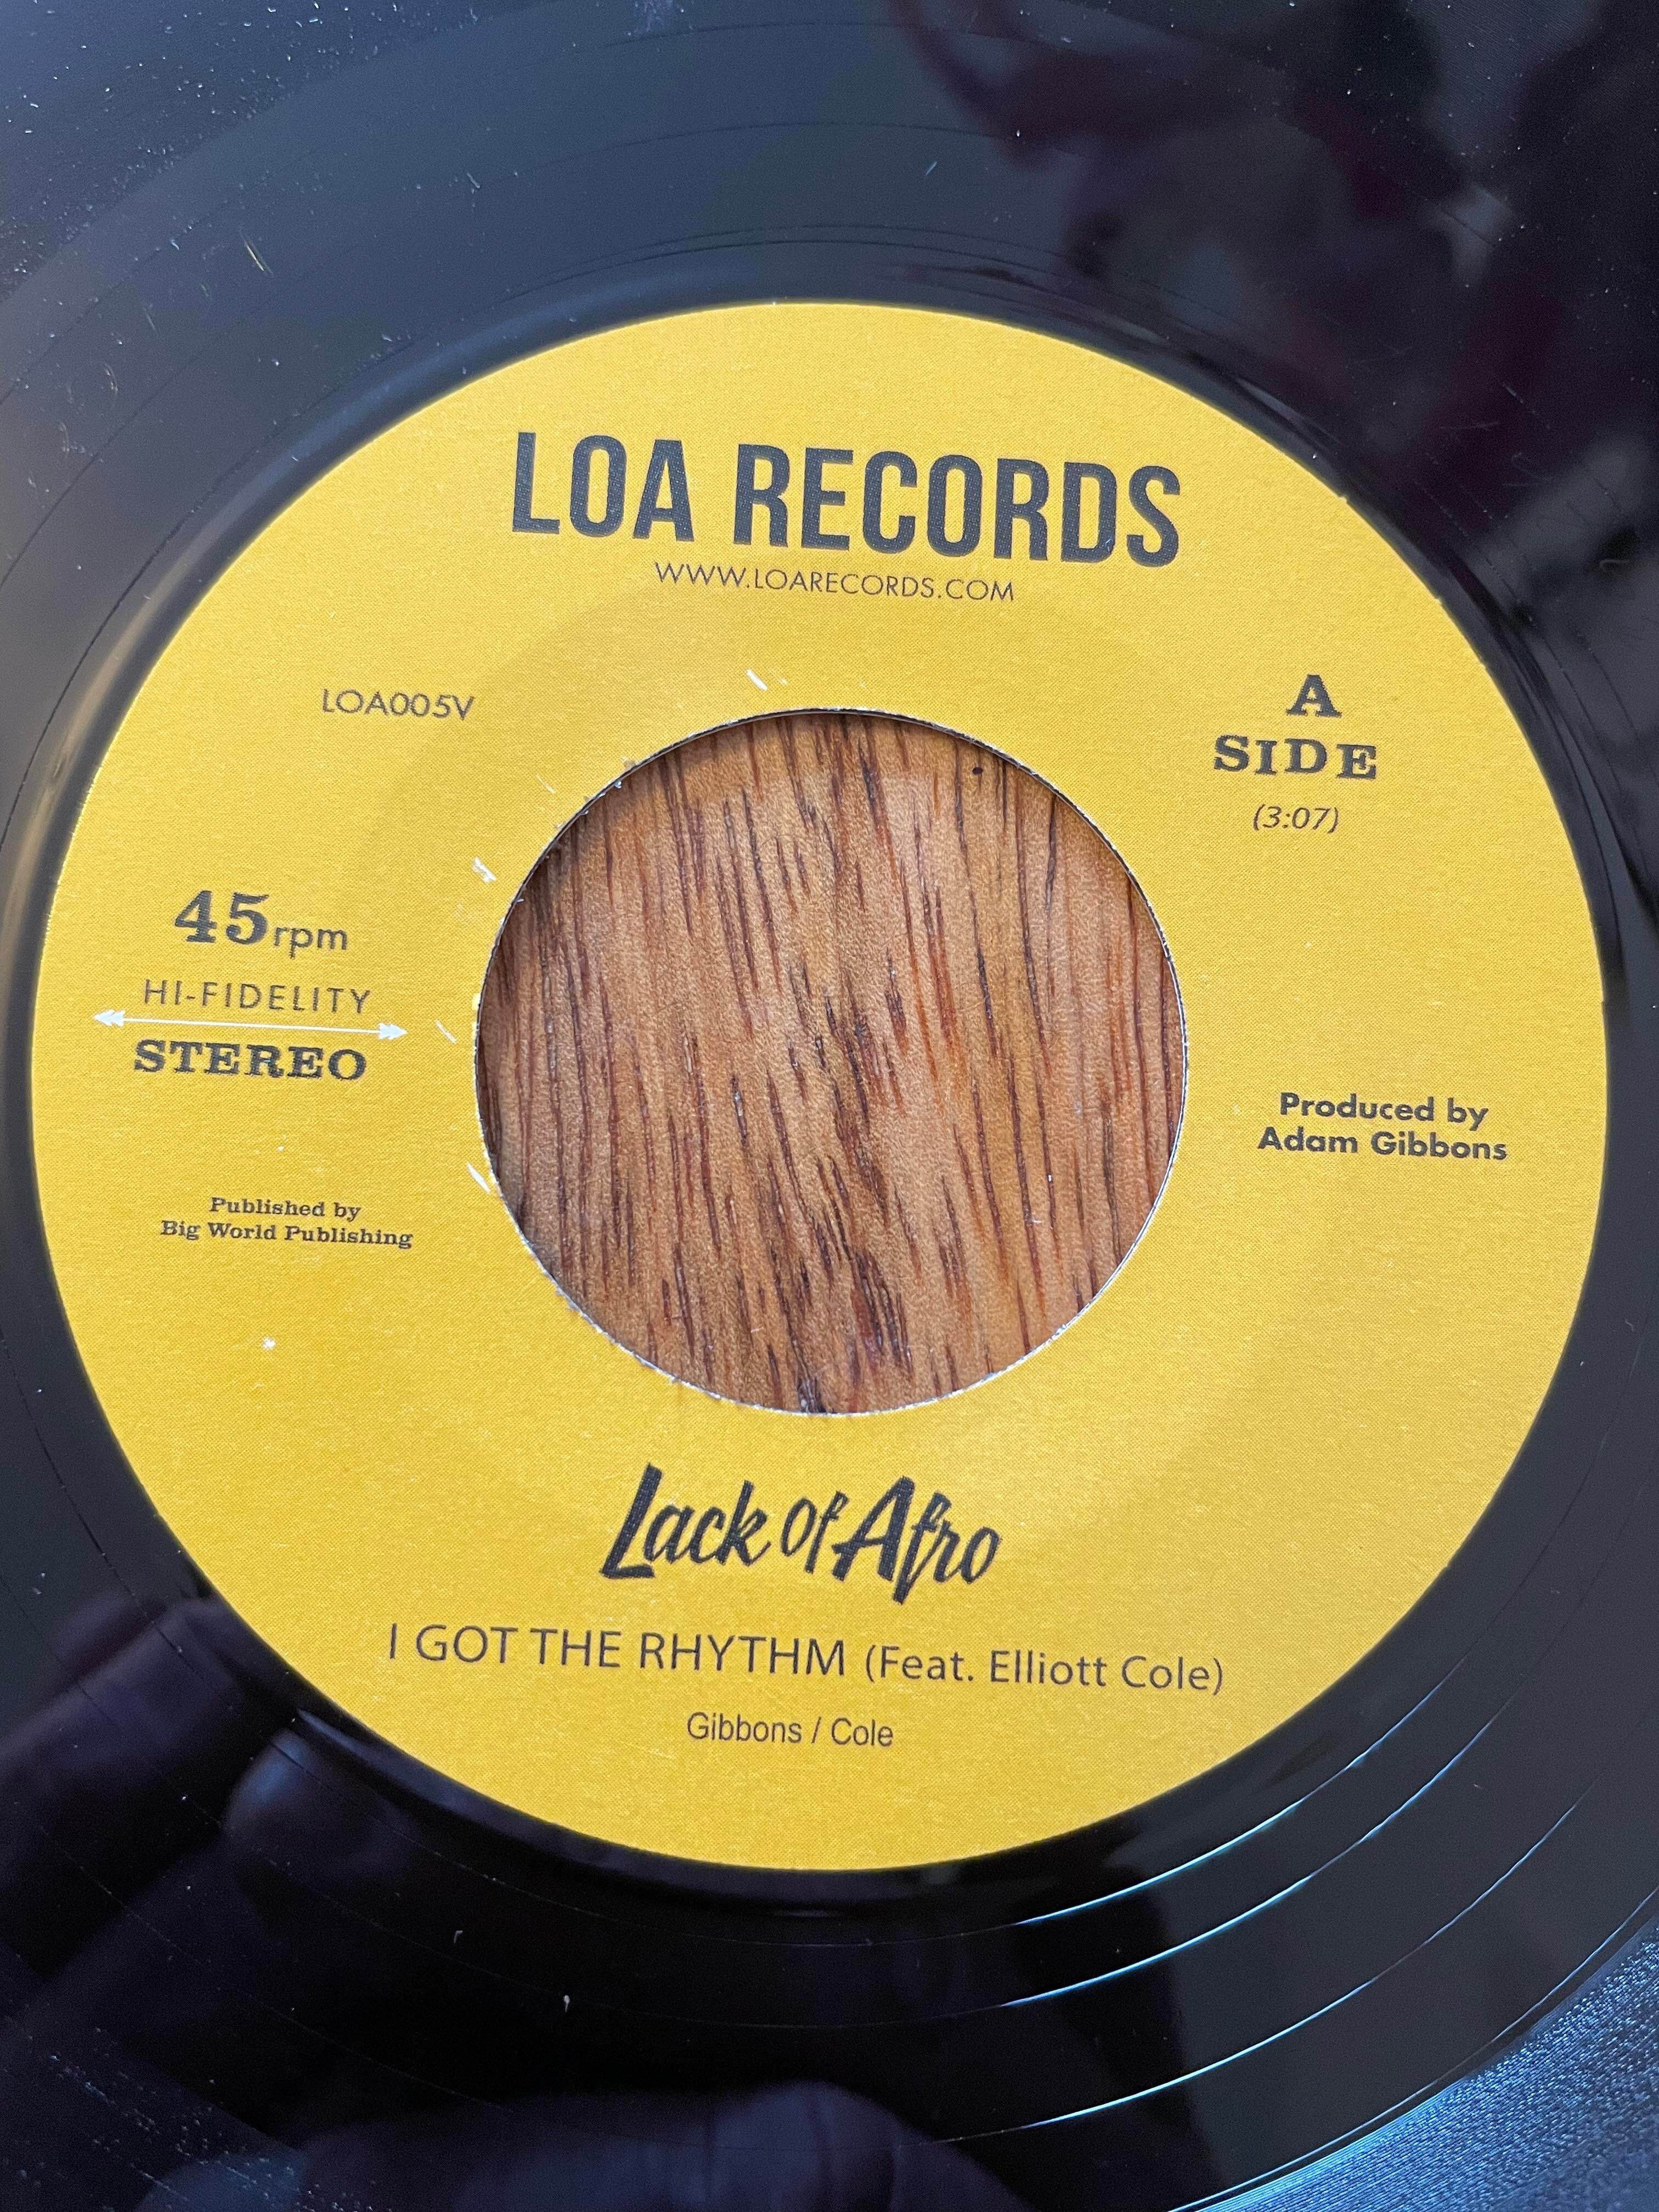 LOA RECORDS
WWW.LOARECORDS.COM
LOA005V
A
SIDE
(3:07)
45rpm
HI-FIDELITY
STEREO
Produced by
Adam Gibbons
Published by
Big World Publishing
Lack of Afro
I GOT THE RHYTHM (Feat. Elliott Cole)
Gibbons / Cole